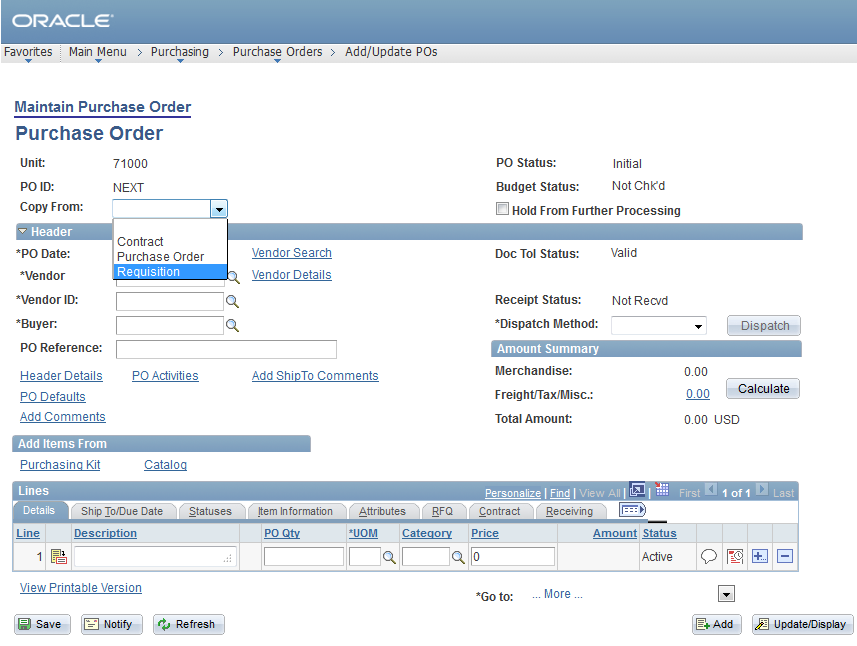 ORACLE®
Favorites Main Menu > Purchasing > Purchase Orders > Add/Update POs
Maintain Purchase Order
Purchase Order
Unit: 71000 PO Status: Initial
PO ID: NEXT Budget Status: Not Chk'd
Copy From: Hold From Further Processing
Contract
Purchase Order
Requisition
Header
*PO Date: Vendor Search Doc Tol Status: Valid
*Vendor Vendor Details
*Vendor ID: Receipt Status: Not Recvd
*Buyer: *Dispatch Method: Dispatch
PO Reference: Amount Summary
Merchandise: 0.00
Header Details PO Activities Add ShipTo Comments
Freight/Tax/Misc.: 0.00 Calculate
PO Defaults
Add Comments Total Amount: 0.00 USD
Add Items From
Purchasing Kit Catalog
Lines Personalize | Find | View All | First 1 of 1 Last
Details Ship To/Due Date Statuses Item Information Attributes RFQ Contract Receiving
Line Description PO Qty *UOM Category Price Amount Status
1 0 Active
View Printable Version *Go to: ... More ...
Save Notify Refresh Add Update/Display